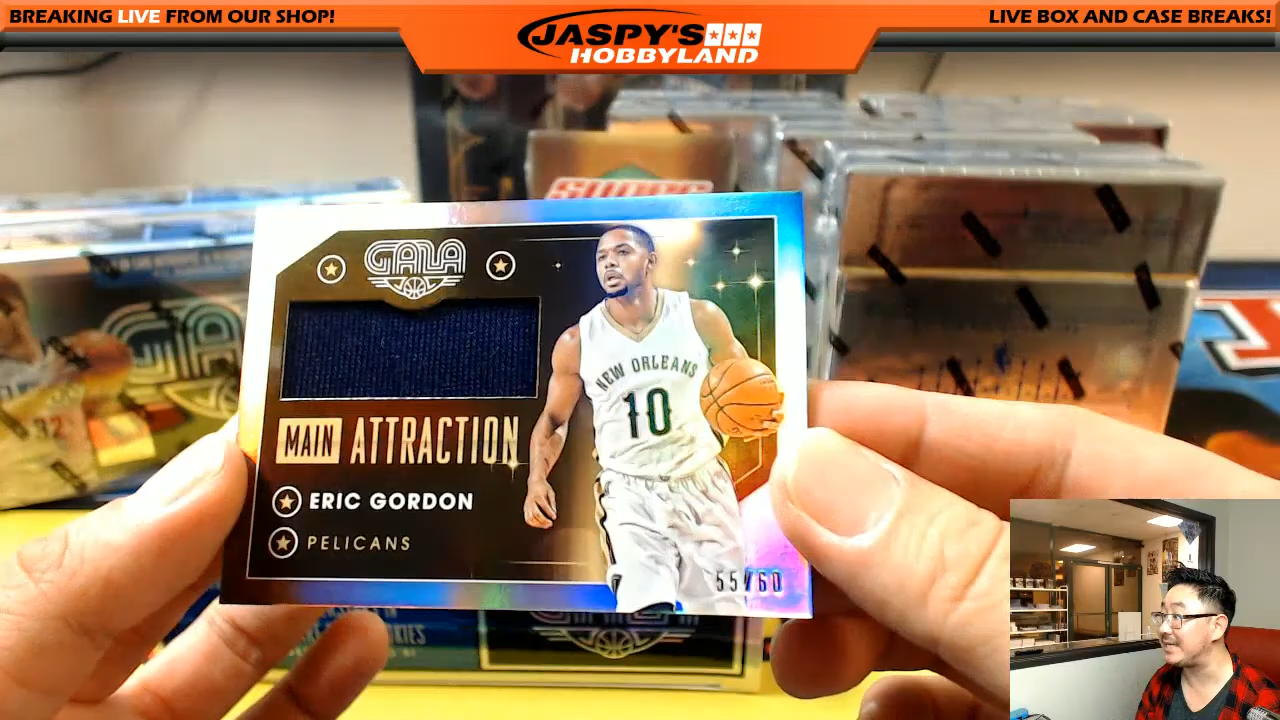 BREAKING LIVE FROM OUR SHOP!
JASPY'S
HOBBYLAND
LIVE BOX AND CASE BREAKS!
GALA
MAIN ATTRACTION
ERIC GORDON
PELICANS
NEW ORLEANS
10
55/60